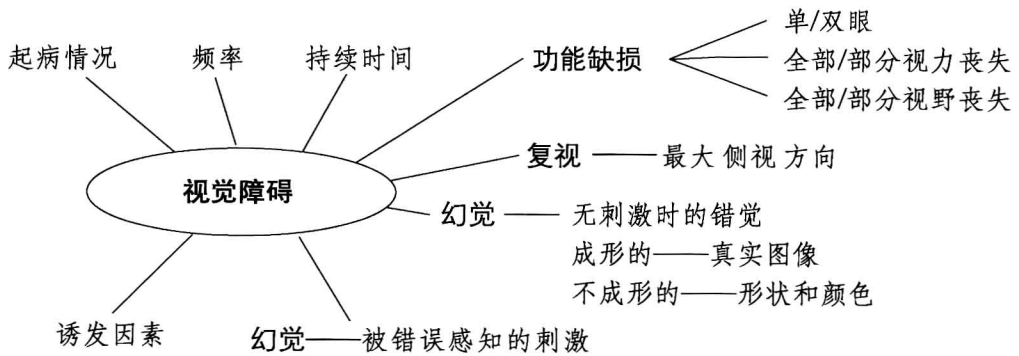 单/双眼
起病情况 频率 持续时间 功能缺损 全部/部分视力丧失
全部/部分视野丧失
复视 —— 最大侧视方向
视觉障碍
幻觉 —— 无刺激时的错觉
成形的——真实图像
不成形的——形状和颜色
诱发因素 幻觉——被错误感知的刺激